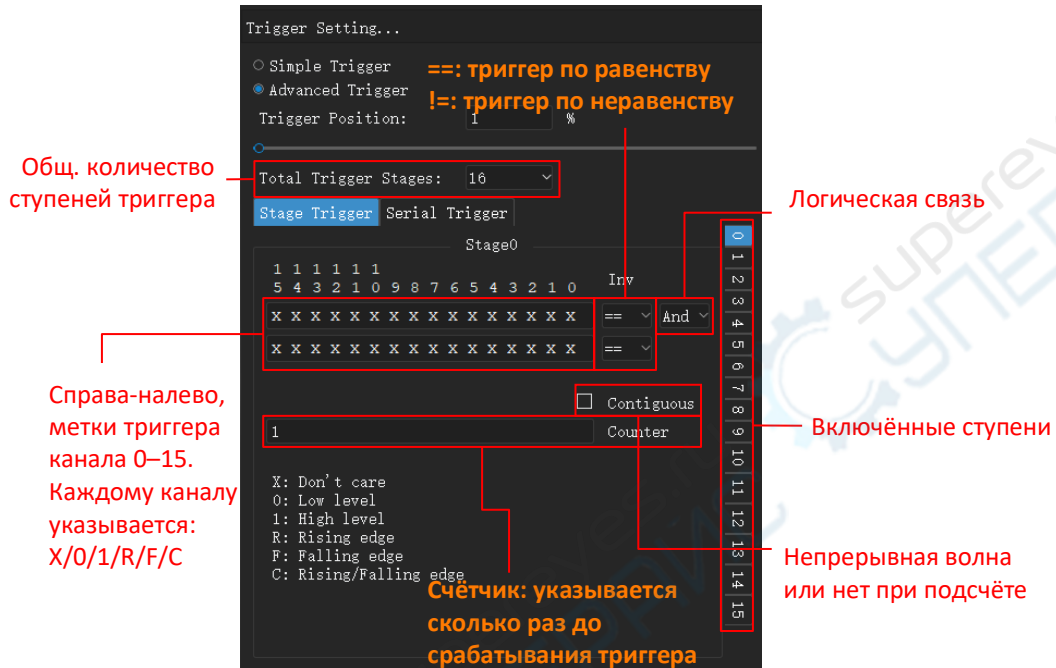 Trigger Setting...
Simple Trigger
==: триггер по равенству
Advanced Trigger
!=: триггер по неравенству
Trigger Position: 1 %
Общ. количество
ступеней триггера
Total Trigger Stages: 16
Stage Trigger Serial Trigger
Логическая связь
Stage0
1 1 1 1 1 1
5 4 3 2 1 0 9 8 7 6 5 4 3 2 1 0
Inv
X X X X X X X X X X X X X X X X == And
X X X X X X X X X X X X X X X X ==
Справа-налево,
метки триггера
канала 0–15.
Каждому каналу
указывается:
X/0/1/R/F/C
Contiguous
1 Counter
X: Don't care
0: Low level
1: High level
R: Rising edge
F: Falling edge
C: Rising/Falling edge
Счётчик: указывается
сколько раз до
срабатывания триггера
0
1
2
3
4
5
6
7
8
9
10
11
12
13
14
15
Включённые ступени
Непрерывная волна
или нет при подсчёте
supereyes.ru
СУПЕР